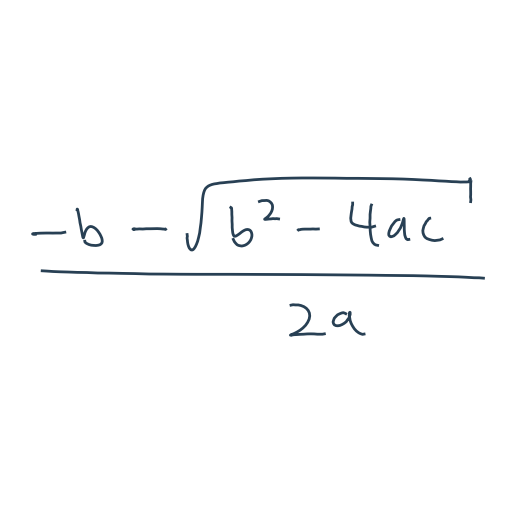 -b - √(b² - 4ac)
2a